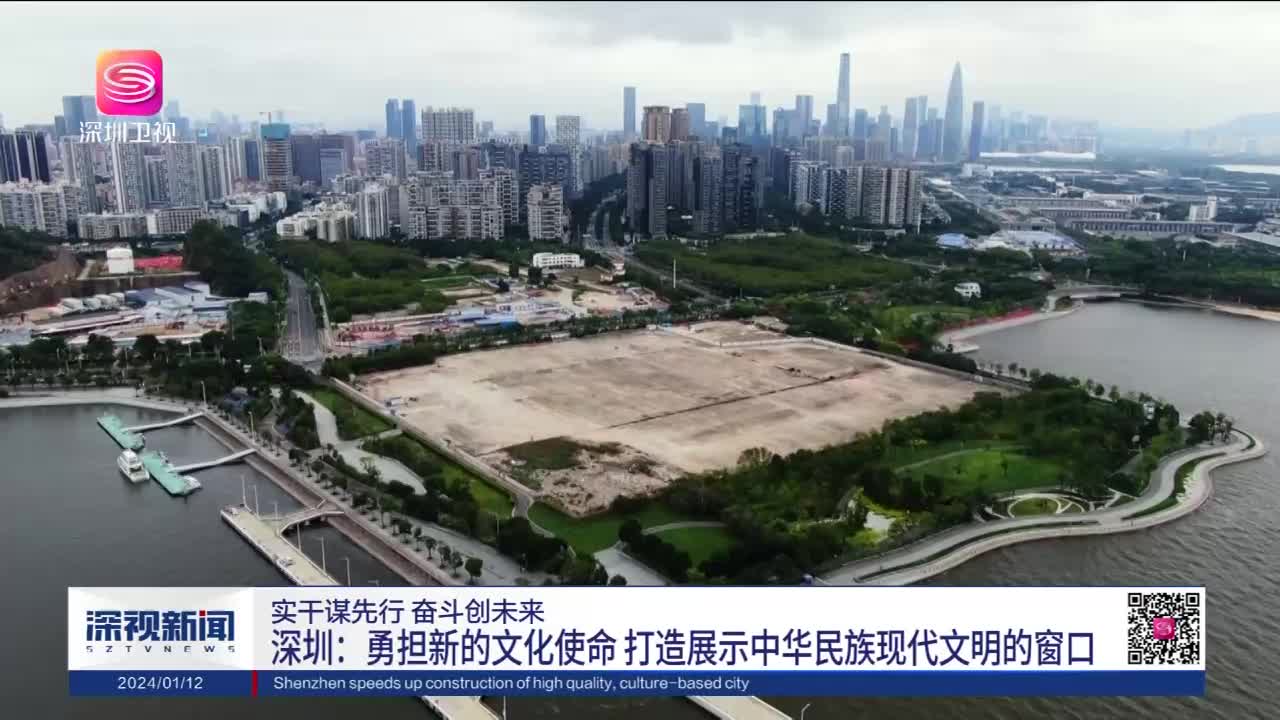 深圳卫视
实干谋先行 奋斗创未来
深视新闻
SZTVNEWS
深圳：勇担新的文化使命 打造展示中华民族现代文明的窗口
2024/01/12
Shenzhen speeds up construction of high quality, culture-based city